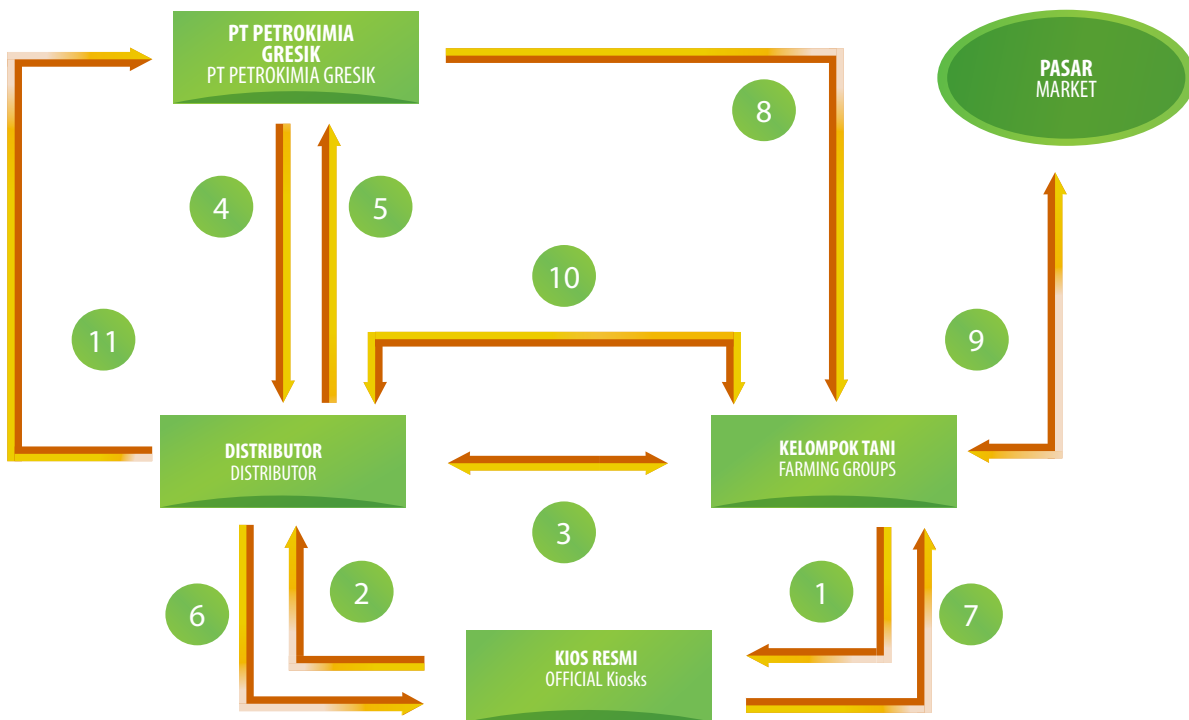 PT PETROKIMIA
GRESIK
PT PETROKIMIA GRESIK
PASAR
MARKET
8
4
5
10
11
9
DISTRIBUTOR
DISTRIBUTOR
KELOMPOK TANI
FARMING GROUPS
3
6
2
1
7
KIOS RESMI
OFFICIAL Kiosks